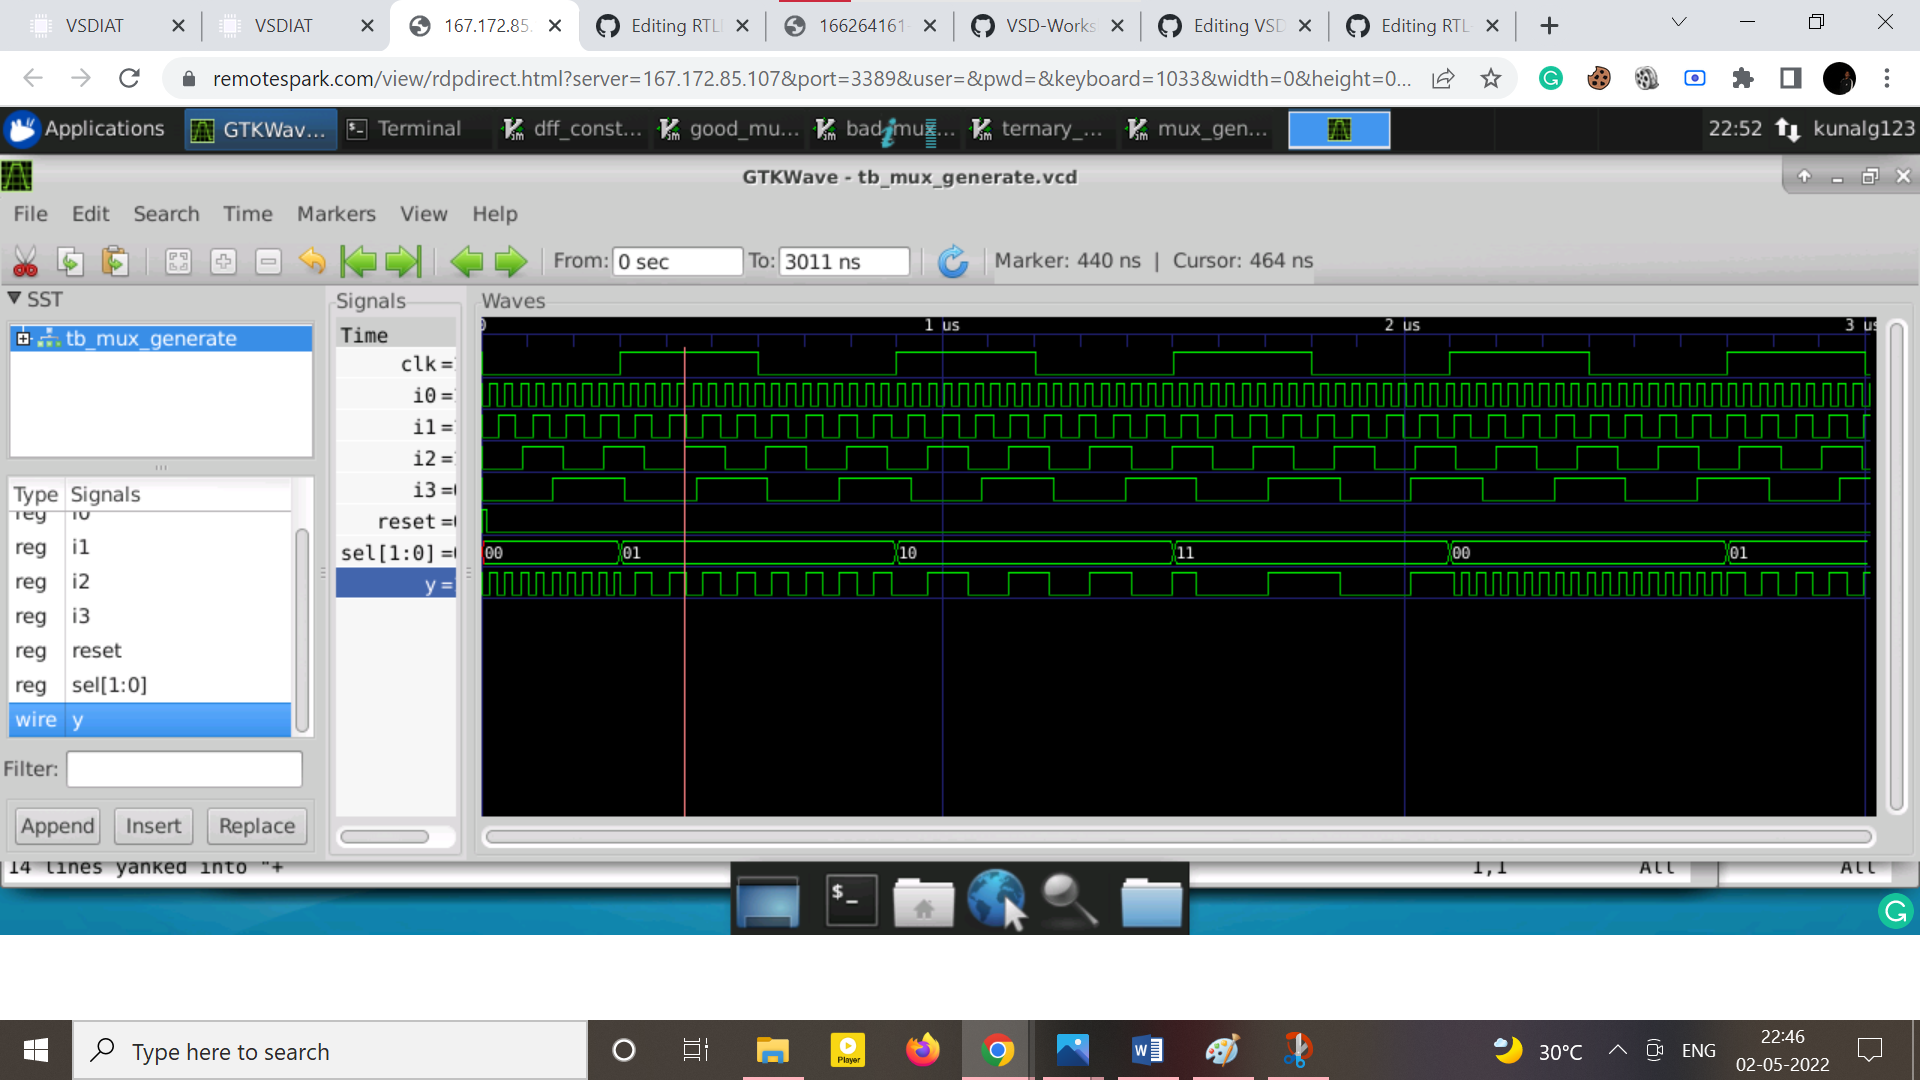 VSDIAT
VSDIAT
167.172.85.
Editing RTL
166264161
VSD-Works
Editing VSD
Editing RTL
remotespark.com/view/rdpdirect.html?server=167.172.85.107&port=3389&user=&pwd=&keyboard=1033&width=0&height=0...
Applications
GTKWav...
Terminal
dff_const...
good_mu...
bad_mux...
ternary_...
mux_gen...
22:52
kunalg123
GTKWave - tb_mux_generate.vcd
File Edit Search Time Markers View Help
From: 0 sec To: 3011 ns Marker: 440 ns | Cursor: 464 ns
SST
tb_mux_generate
Type Signals
reg i0
reg i1
reg i2
reg i3
reg reset
reg sel[1:0]
wire y
Filter:
Append Insert Replace
Signals
Time
clk =
i0 =
i1 =
i2 =
i3 =
reset =
sel[1:0] =
y =
Waves
0 1 us 2 us 3 us
00 01 10 11 00 01
14 lines yanked into "+
1,1 All All
Type here to search
Player
30°C
ENG
22:46
02-05-2022